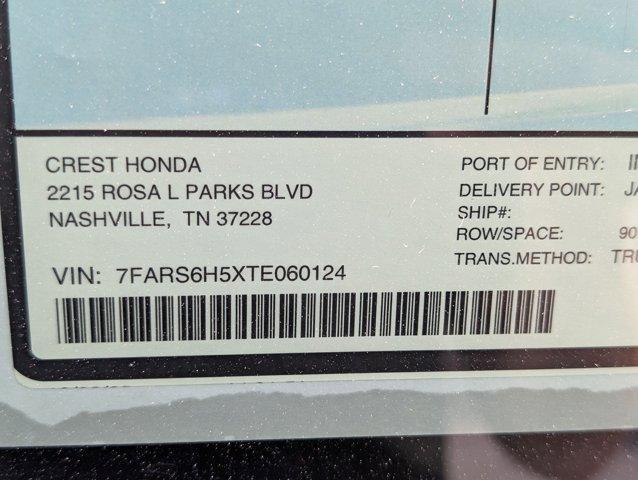 CREST HONDA
2215 ROSA L PARKS BLVD
NASHVILLE, TN 37228
VIN: 7FARS6H5XTE060124
PORT OF ENTRY:
DELIVERY POINT:
SHIP#:
ROW/SPACE:
TRANS.METHOD: